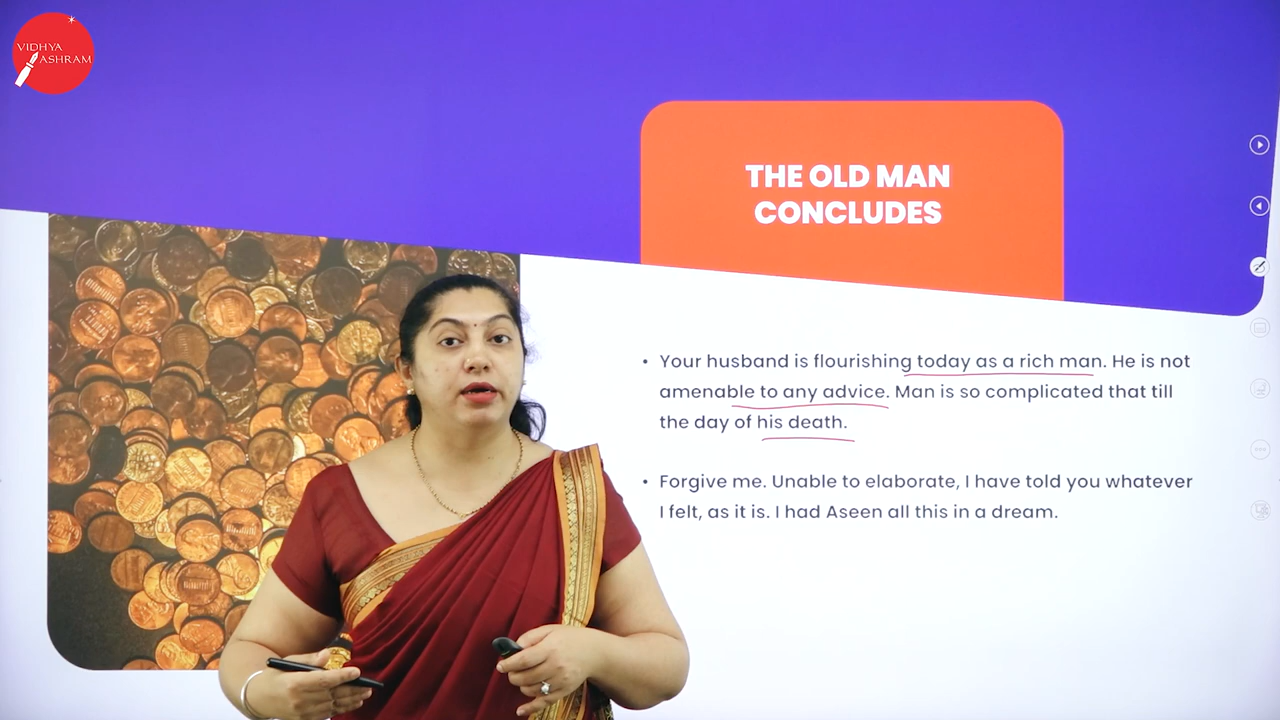 VIDHYA
ASHRAM
THE OLD MAN
CONCLUDES
• Your husband is flourishing today as a rich man. He is not
amenable to any advice. Man is so complicated that till
the day of his death.
• Forgive me. Unable to elaborate, I have told you whatever
I felt, as it is. I had Aseen all this in a dream.